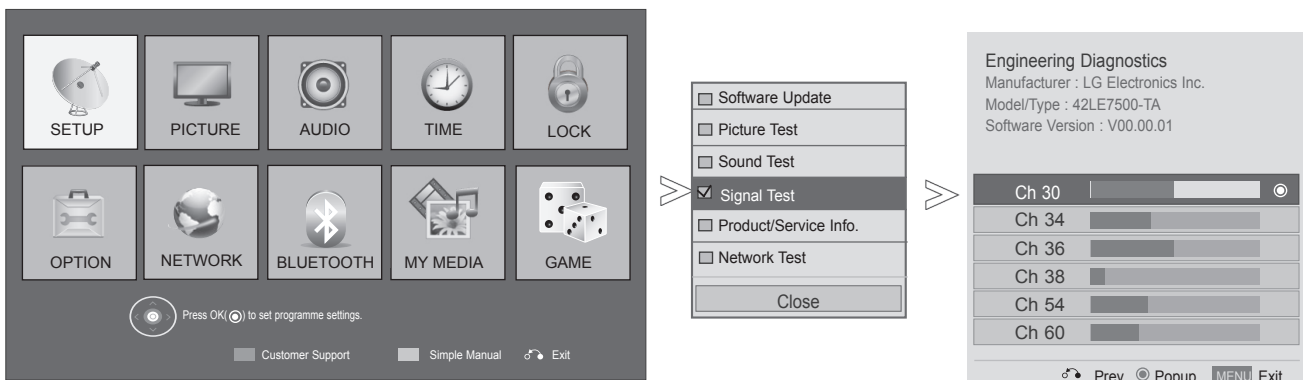 SETUP
PICTURE
AUDIO
TIME
LOCK
OPTION
NETWORK
BLUETOOTH
MY MEDIA
GAME
Press OK( ) to set programme settings.
Customer Support
Simple Manual
Exit
Software Update
Picture Test
Sound Test
Signal Test
Product/Service Info.
Network Test
Close
Engineering Diagnostics
Manufacturer : LG Electronics Inc.
Model/Type : 42LE7500-TA
Software Version : V00.00.01
Ch 30
Ch 34
Ch 36
Ch 38
Ch 54
Ch 60
Prev Popup MENU Exit